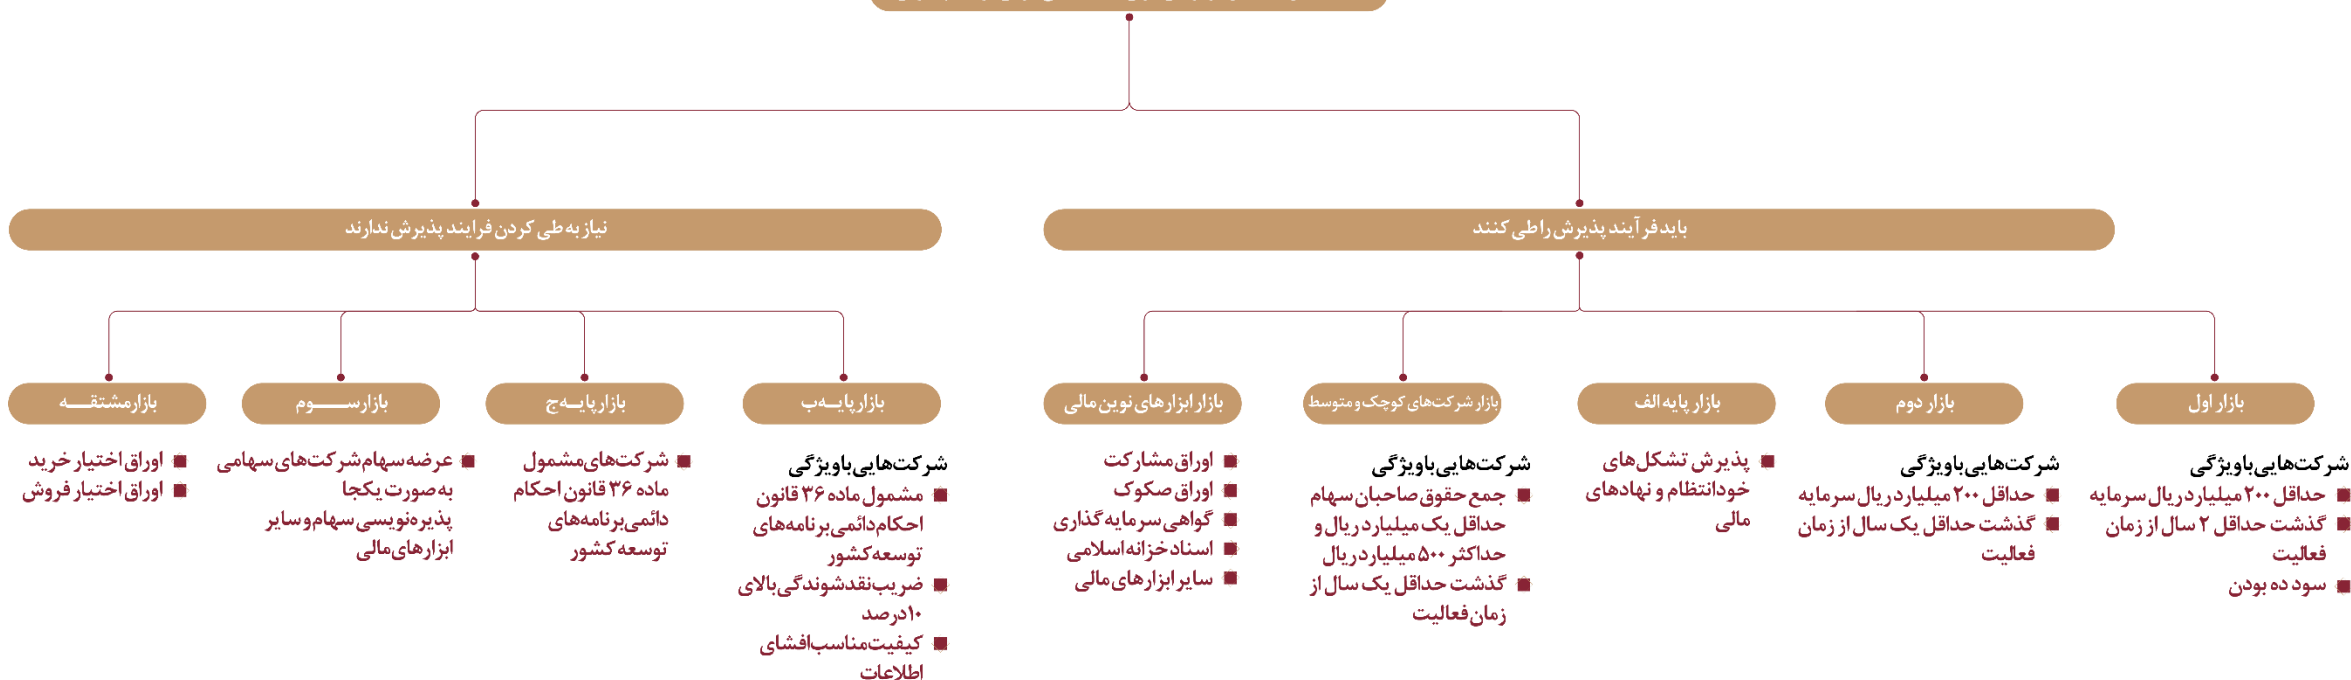 باید فرآیند پذیرش را طی کنند
نیاز به طی کردن فرایند پذیرش ندارند
بازار اول
شرکت‌هایی با ویژگی
حداقل ۲۰۰ میلیارد ریال سرمایه
گذشت حداقل ۲ سال از زمان
فعالیت
سود ده بودن
بازار دوم
شرکت‌هایی با ویژگی
حداقل ۲۰۰ میلیارد ریال سرمایه
گذشت حداقل یک سال از زمان
فعالیت
بازار پایه الف
پذیرش تشکل‌های
خودانتظام و نهادهای
مالی
بازار شرکت‌های کوچک و متوسط
شرکت‌هایی با ویژگی
جمع حقوق صاحبان سهام
حداقل یک میلیارد ریال و
حداکثر ۵۰۰ میلیارد ریال
گذشت حداقل یک سال از
زمان فعالیت
بازار ابزارهای نوین مالی
اوراق مشارکت
اوراق صکوک
گواهی سرمایه گذاری
اسناد خزانه اسلامی
سایر ابزارهای مالی
بازار پایـه ب
شرکت‌هایی با ویژگی
مشمول ماده ۳۶ قانون
احکام دائمی برنامه‌های
توسعه کشور
ضریب نقدشوندگی بالای
۱۰ درصد
کیفیت مناسب افشای
اطلاعات
بازار پایـه ج
شرکت‌های مشمول
ماده ۳۶ قانون احکام
دائمی برنامه‌های
توسعه کشور
بازار ســـوم
عرضه سهام شرکت‌های سهامی
به صورت یکجا
پذیره‌نویسی سهام و سایر
ابزارهای مالی
بازار مشتقـــه
اوراق اختیار خرید
اوراق اختیار فروش